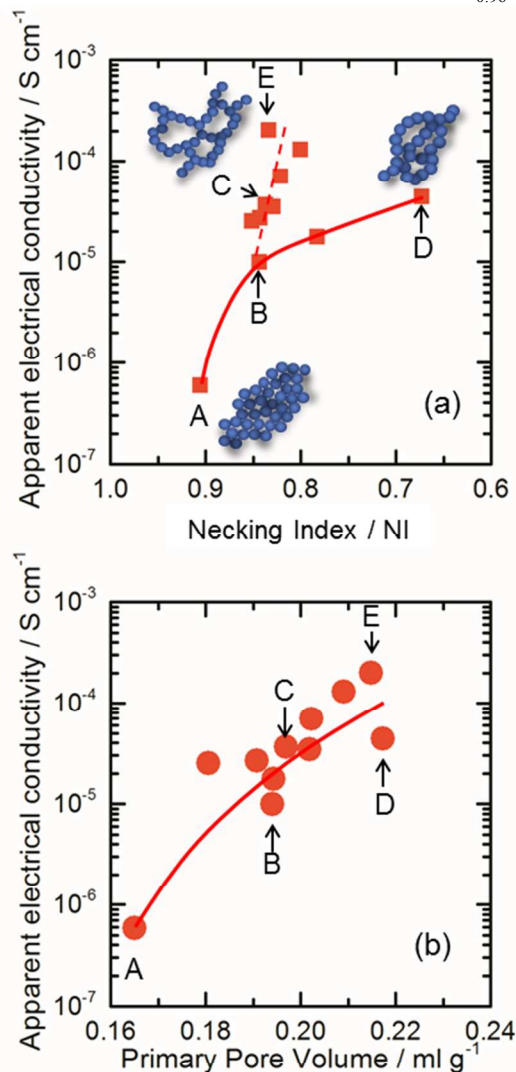 0.90
Apparent electrical conductivity / S cm-1
10-3
10-4
10-5
10-6
10-7
E
C
B
D
A
(a)
1.0 0.9 0.8 0.7 0.6
Necking Index / NI
Apparent electrical conductivity / S cm-1
10-3
10-4
10-5
10-6
10-7
E
C
B
D
A
(b)
0.16 0.18 0.20 0.22 0.24
Primary Pore Volume / ml g-1